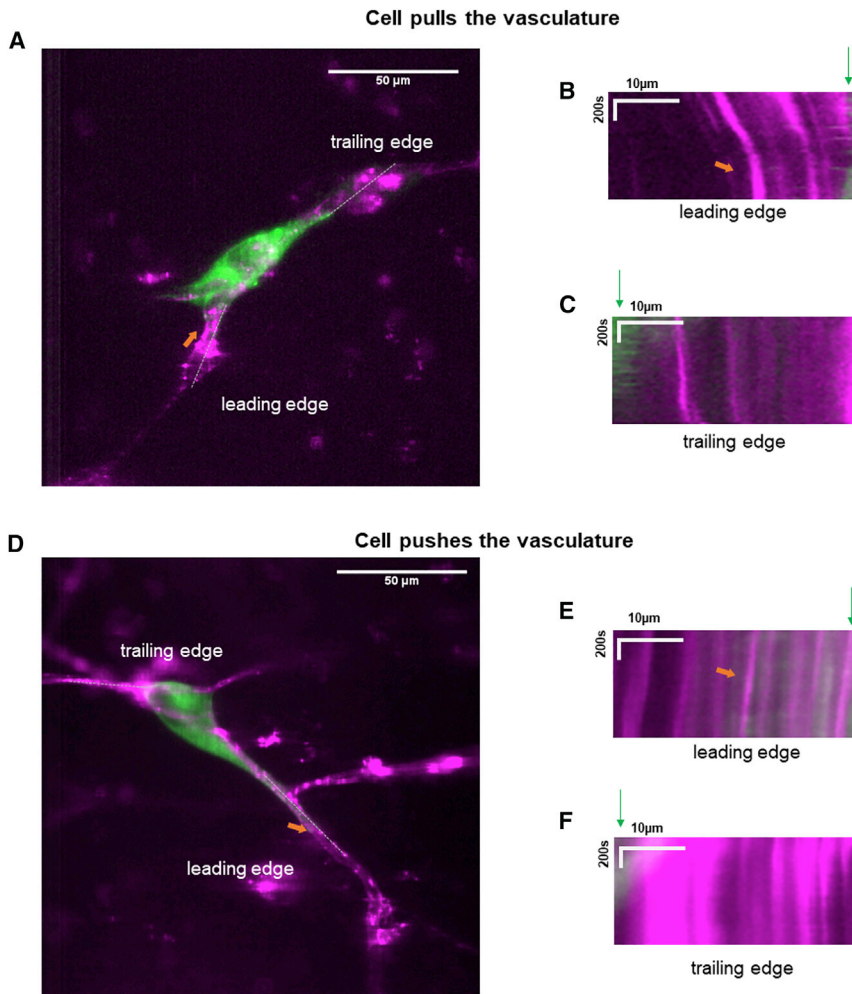 Cell pulls the vasculature
A
50 µm
trailing edge
leading edge
B
10µm
200s
leading edge
C
10µm
200s
trailing edge
Cell pushes the vasculature
D
50 µm
trailing edge
leading edge
E
10µm
200s
leading edge
F
10µm
200s
trailing edge